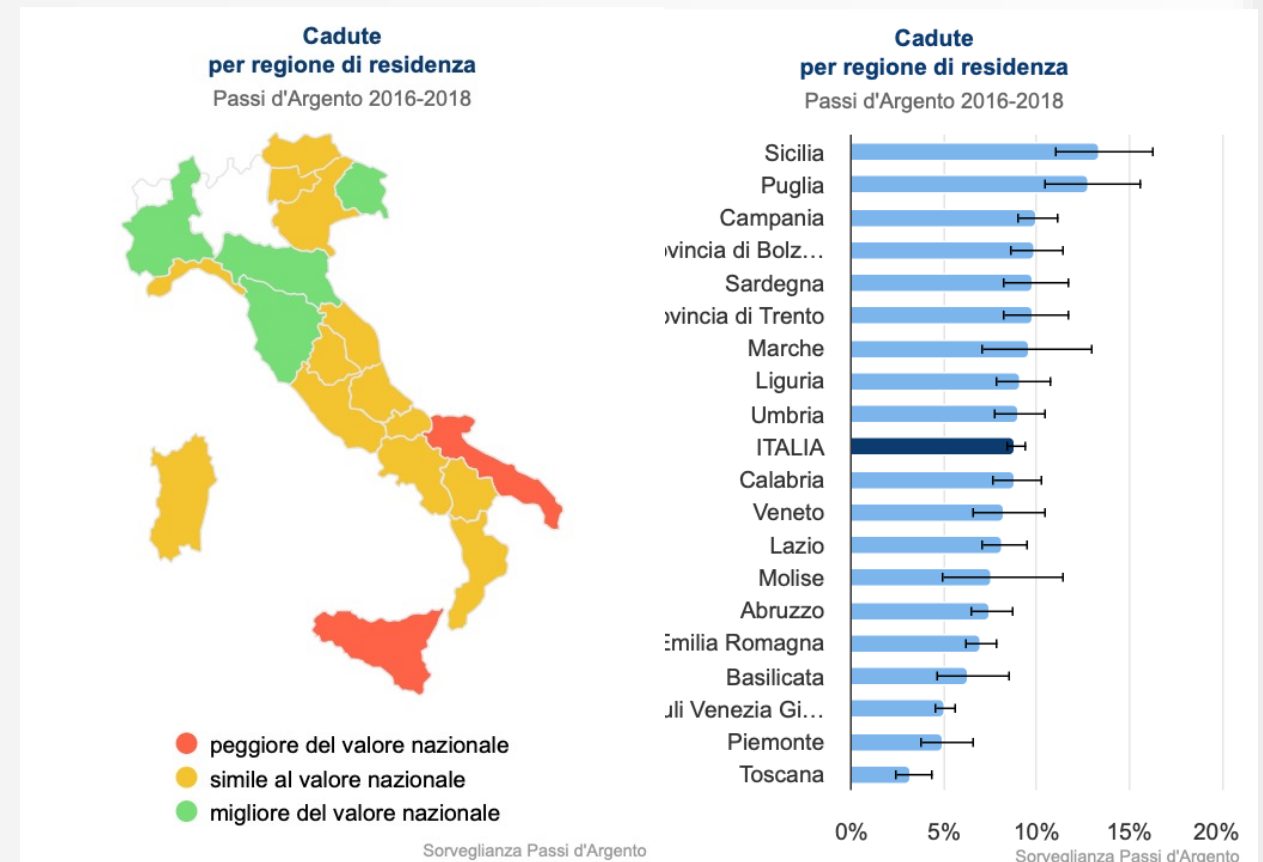 Cadute
per regione di residenza
Passi d'Argento 2016-2018
peggiore del valore nazionale
simile al valore nazionale
migliore del valore nazionale
Sorveglianza Passi d'Argento
Cadute
per regione di residenza
Passi d'Argento 2016-2018
Sicilia
Puglia
Campania
ovincia di Bolz...
Sardegna
ovincia di Trento
Marche
Liguria
Umbria
ITALIA
Calabria
Veneto
Lazio
Molise
Abruzzo
Emilia Romagna
Basilicata
uli Venezia Gi...
Piemonte
Toscana
0% 5% 10% 15% 20%
Sorveglianza Passi d'Argento